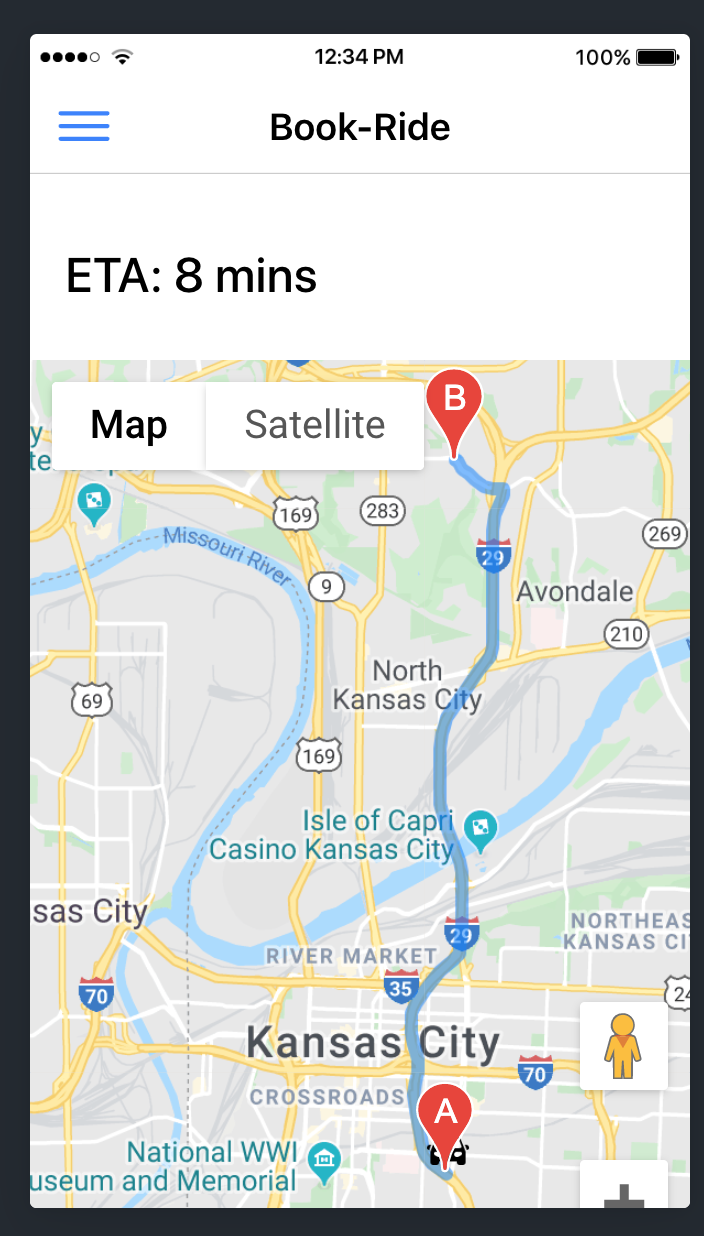 12:34 PM
100%
Book-Ride
ETA: 8 mins
Map
Satellite
B
169
283
269
Missouri River
29
9
Avondale
210
North
Kansas City
69
169
Isle of Capri
Casino Kansas City
sas City
29
NORTHEAS
KANSAS CI
RIVER MARKET
70
35
24
Kansas City
70
CROSSROADS
A
National WWI
useum and Memorial